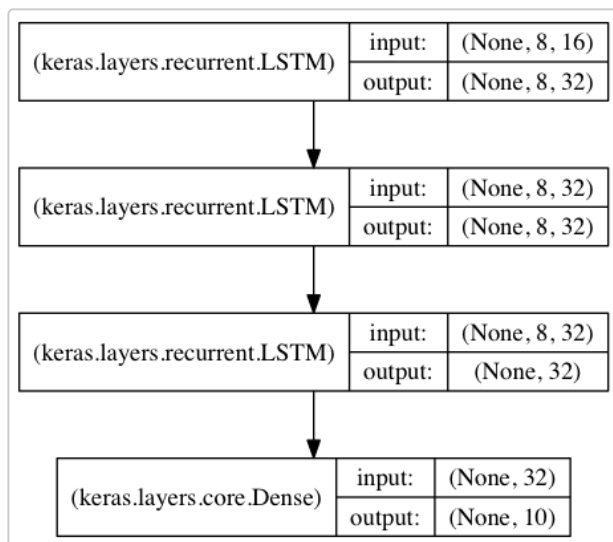 (keras.layers.recurrent.LSTM) input: (None, 8, 16)
output: (None, 8, 32)
(keras.layers.recurrent.LSTM) input: (None, 8, 32)
output: (None, 8, 32)
(keras.layers.recurrent.LSTM) input: (None, 8, 32)
output: (None, 32)
(keras.layers.core.Dense) input: (None, 32)
output: (None, 10)